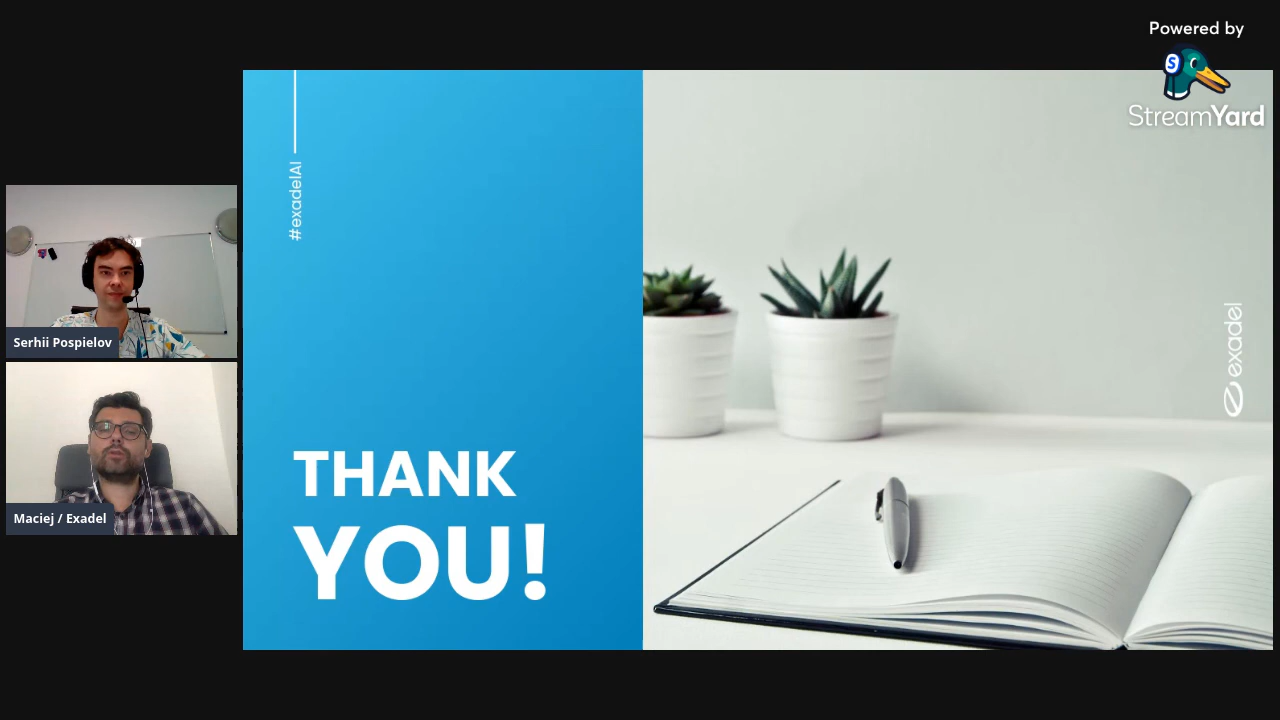 Powered by
S
StreamYard
#exadelAI
Serhii Pospielov
exadel
THANK
YOU!
Maciej / Exadel